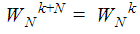 W_N^{k+N} = W_N^k